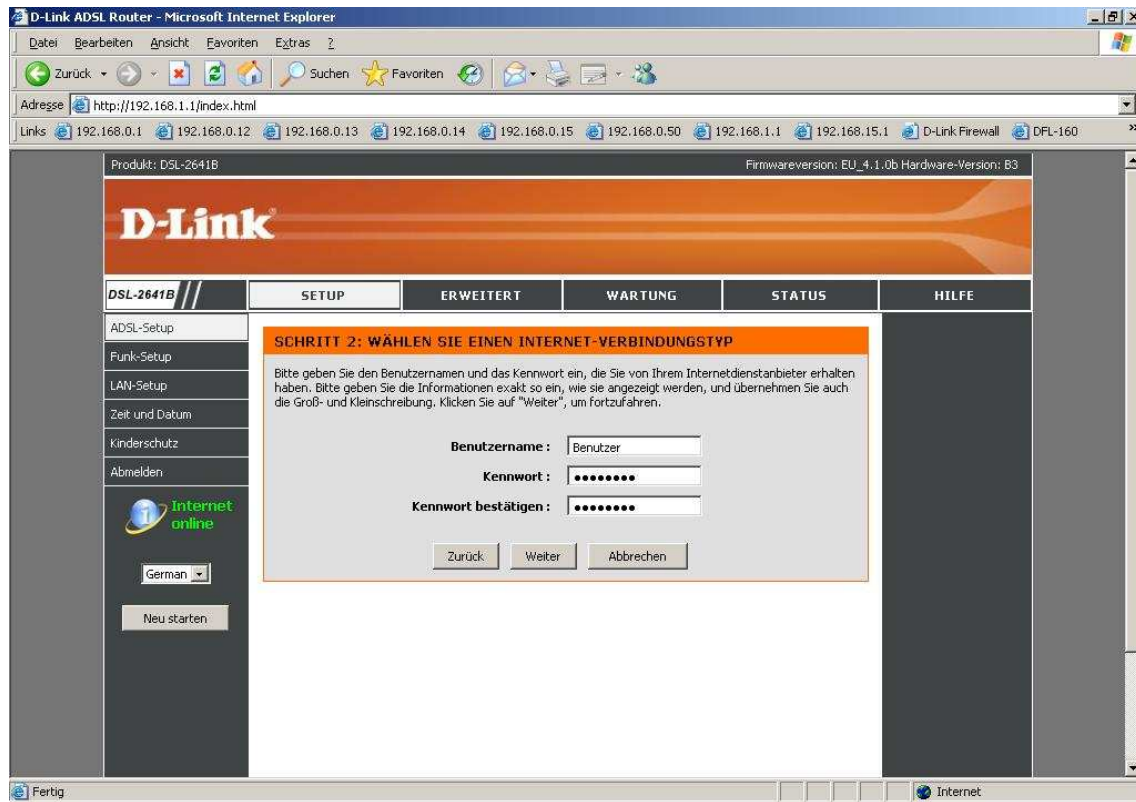 D-Link ADSL Router - Microsoft Internet Explorer
Datei Bearbeiten Ansicht Favoriten Extras ?
Zurück Suchen Favoriten
Adresse http://192.168.1.1/index.html
Links 192.168.0.1 192.168.0.12 192.168.0.13 192.168.0.14 192.168.0.15 192.168.0.50 192.168.1.1 192.168.15.1 D-Link Firewall DFL-160 »
Produkt: DSL-2641B Firmwareversion: EU_4.1.0b Hardware-Version: B3
D-Link
DSL-2641B SETUP ERWEITERT WARTUNG STATUS HILFE
ADSL-Setup
Funk-Setup
LAN-Setup
Zeit und Datum
Kinderschutz
Abmelden
Internet
online
German
Neu starten
SCHRITT 2: WÄHLEN SIE EINEN INTERNET-VERBINDUNGSTYP
Bitte geben Sie den Benutzernamen und das Kennwort ein, die Sie von Ihrem Internetdienstanbieter erhalten
haben. Bitte geben Sie die Informationen exakt so ein, wie sie angezeigt werden, und übernehmen Sie auch
die Groß- und Kleinschreibung. Klicken Sie auf "Weiter", um fortzufahren.
Benutzername : Benutzer
Kennwort : ●●●●●●●●
Kennwort bestätigen : ●●●●●●●●
Zurück Weiter Abbrechen
Fertig Internet